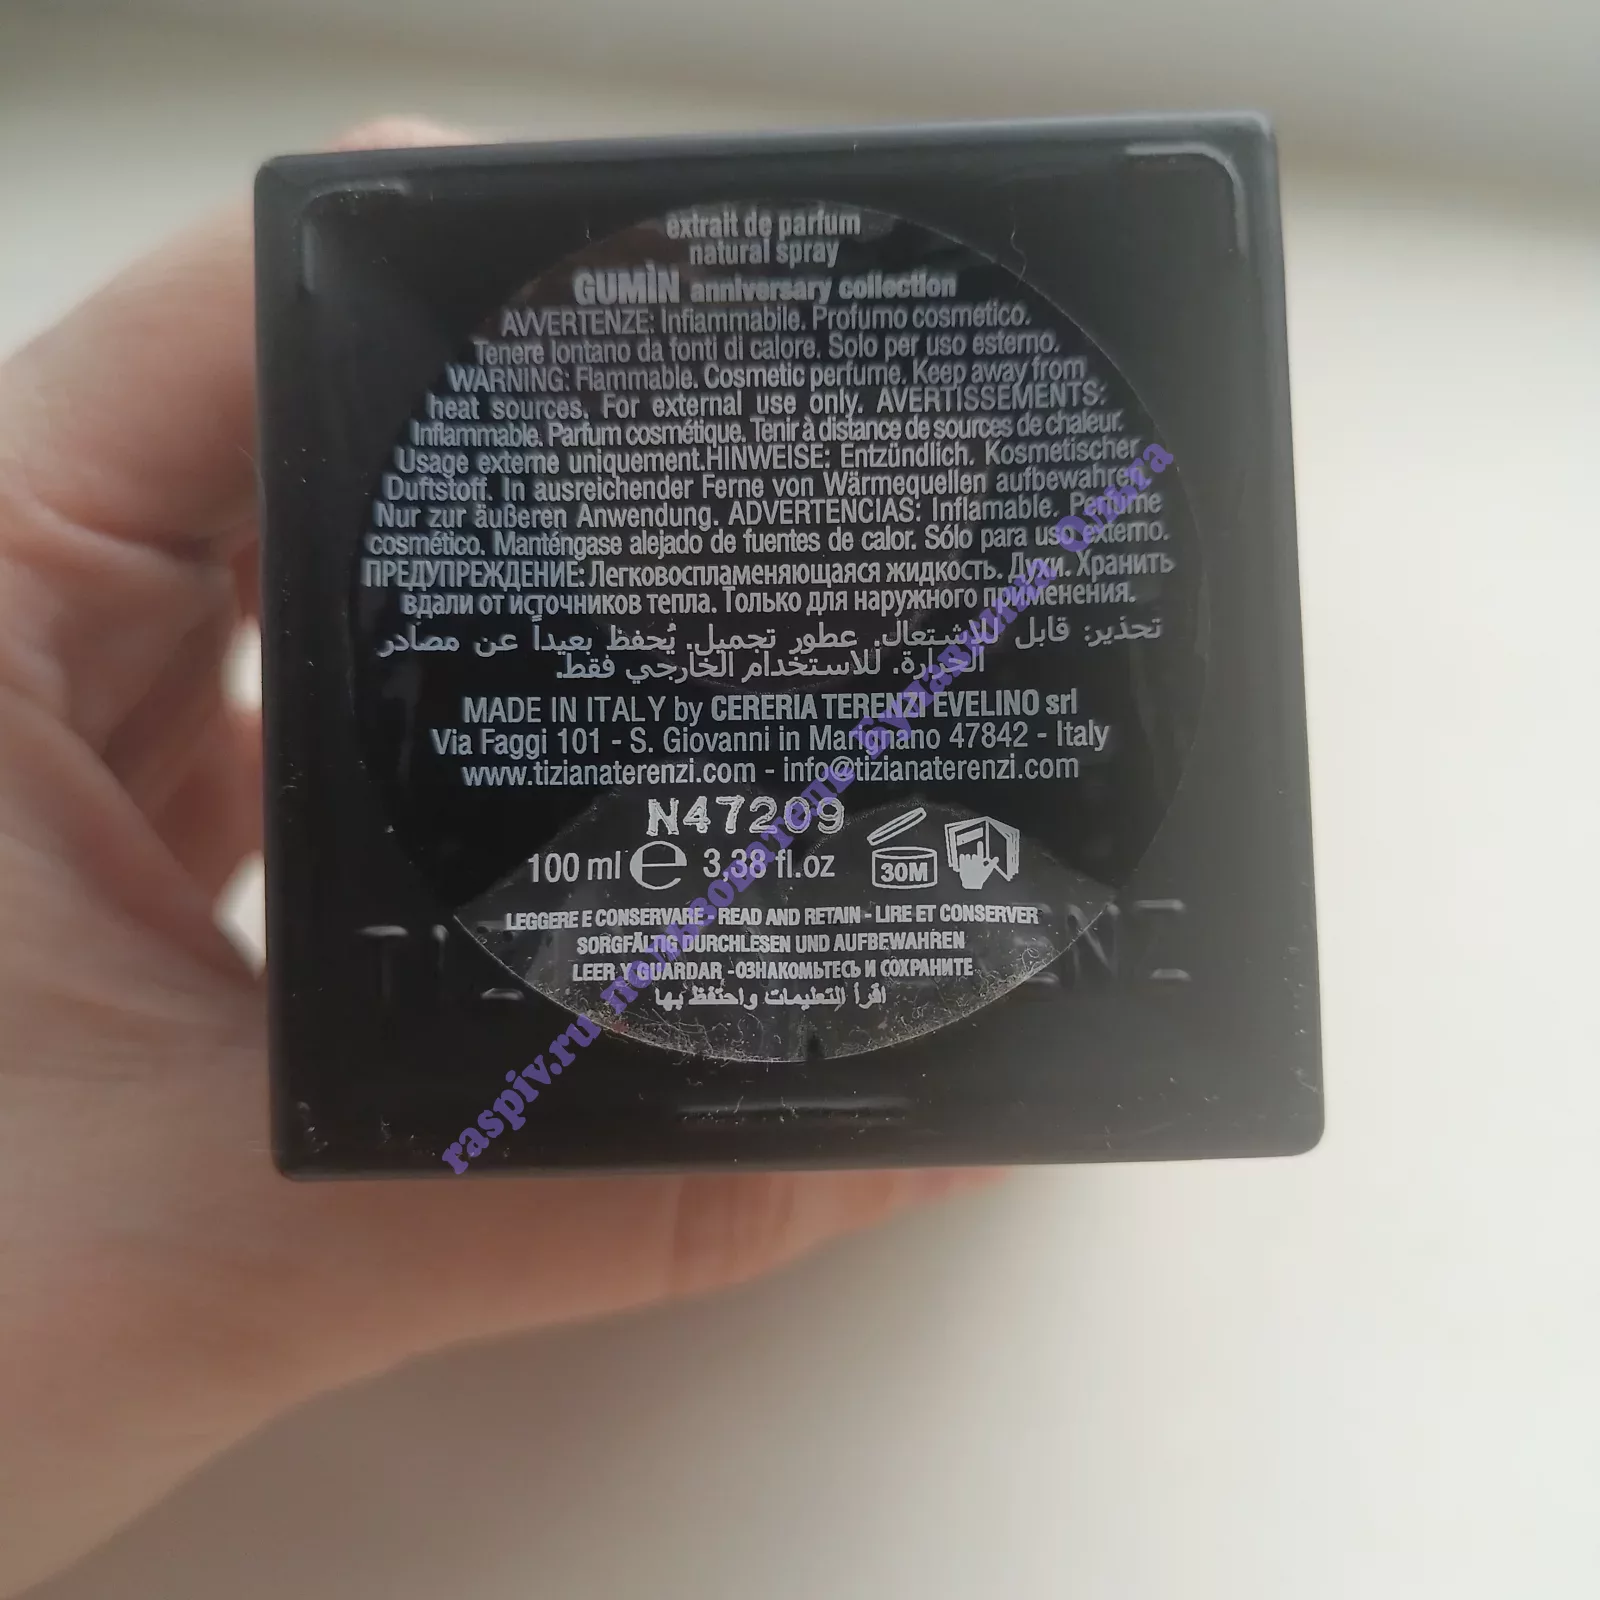 extrait de parfum
natural spray
GUMÌN anniversary collection
AVVERTENZE: Infiammabile. Profumo cosmetico.
Tenere lontano da fonti di calore. Solo per uso esterno.
WARNING: Flammable. Cosmetic perfume. Keep away from
heat sources. For external use only. AVERTISSEMENTS:
Inflammable. Parfum cosmétique. Tenir à distance de sources de chaleur.
Usage externe uniquement.HINWEISE: Entzündlich. Kosmetischer
Duftstoff. In ausreichender Ferne von Wärmequellen aufbewahren.
Nur zur äußeren Anwendung. ADVERTENCIAS: Inflamable. Perfume
cosmético. Manténgase alejado de fuentes de calor. Sólo para uso externo.
ПРЕДУПРЕЖДЕНИЕ: Легковоспламеняющаяся жидкость. Духи. Хранить
вдали от источников тепла. Только для наружного применения.
تحذير: قابل للاشتعال. عطور تجميل. يُحفظ بعيداً عن مصادر
الحرارة. للاستخدام الخارجي فقط.
MADE IN ITALY by CERERIA TERENZI EVELINO srl
Via Faggi 101 - S. Giovanni in Marignano 47842 - Italy
www.tizianaterenzi.com - info@tizianaterenzi.com
N47209
100 ml e 3,38 fl.oz 30M
LEGGERE E CONSERVARE - READ AND RETAIN - LIRE ET CONSERVER
SORGFÄLTIG DURCHLESEN UND AUFBEWAHREN
LEER Y GUARDAR -ОЗНАКОМЬТЕСЬ И СОХРАНИТЕ
اقرأ التعليمات واحتفظ بها
raspiv.ru пользователь